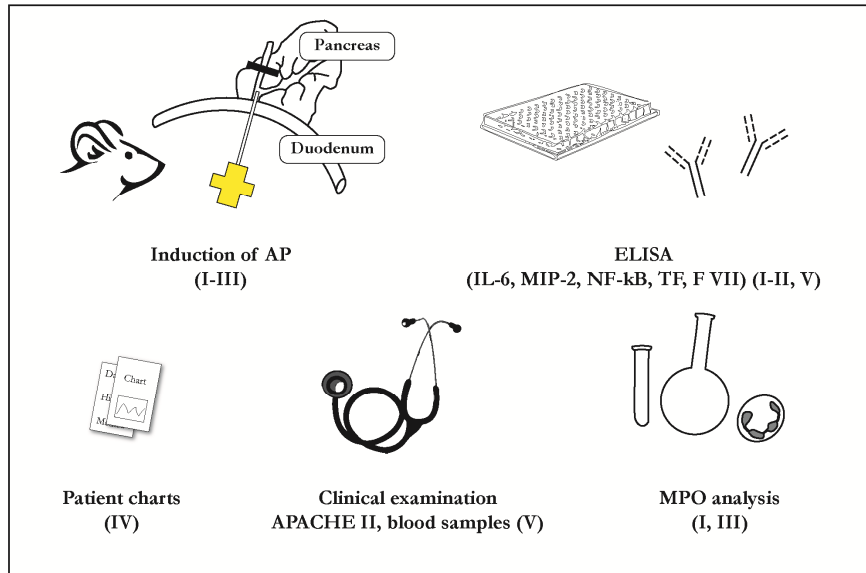 Pancreas
Duodenum
Induction of AP
(I-III)
ELISA
(IL-6, MIP-2, NF-kB, TF, F VII) (I-II, V)
Chart
Patient charts
(IV)
Clinical examination
APACHE II, blood samples (V)
MPO analysis
(I, III)